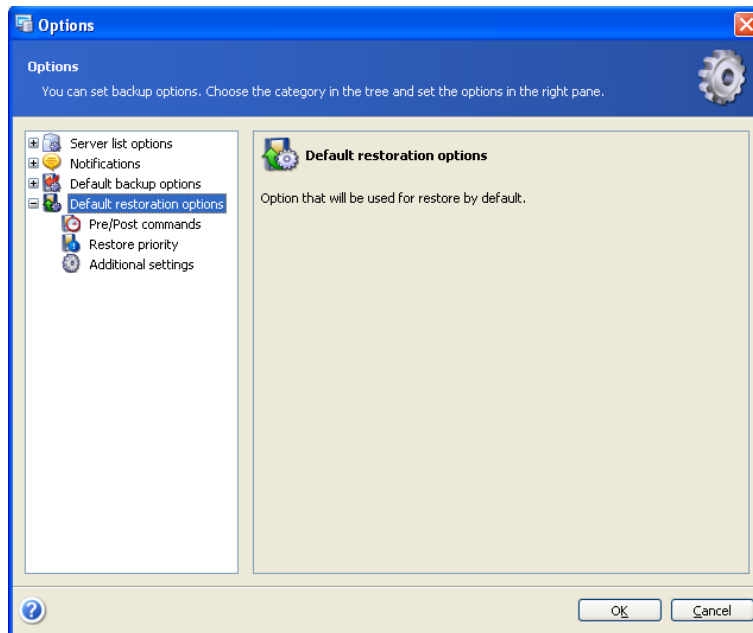 Options
Options
You can set backup options. Choose the category in the tree and set the options in the right pane.
Server list options
Notifications
Default backup options
Default restoration options
Pre/Post commands
Restore priority
Additional settings
Default restoration options
Option that will be used for restore by default.
OK
Cancel